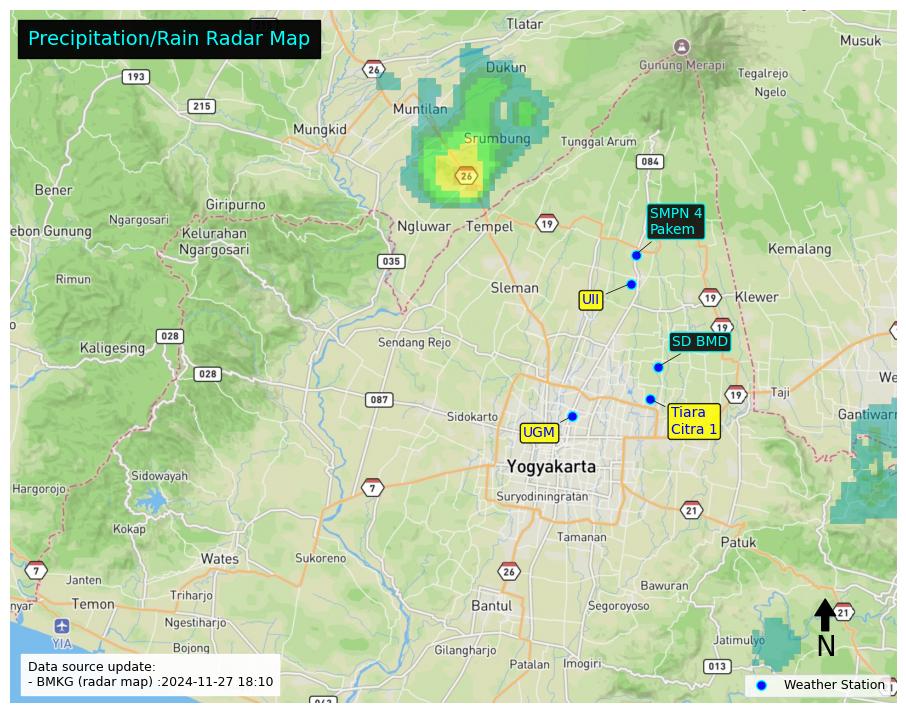 Precipitation/Rain Radar Map
Tlatar
Musuk
26
Dukun
Gunung Merapi
Tegalrejo
193
Ngelo
215
Muntilan
Mungkid
Srumbung
Tunggal Arum
084
26
Bener
Giripurno
SMPN 4
Pakem
Ngargosari
ebon Gunung
Kelurahan
Ngargosari
Ngluwar
Tempel
19
Kemalang
035
Rimun
Sleman
UII
19
Klewer
19
028
Sendang Rejo
SD BMD
Kaligesing
028
We
087
19
Taji
Sidokarto
Tiara
Citra 1
Gantiwarn
UGM
Yogyakarta
Sidowayah
Hargorojo
7
Suryodiningratan
21
Kokap
Tamanan
Patuk
Wates
Sukoreno
7
26
Janten
Bawuran
Triharjo
nyar
Temon
Bantul
Segoroyoso
21
Ngestiharjo
YIA
Jatimulyo
N
Bojong
Gilangharjo
Patalan
Imogiri
013
Data source update:
- BMKG (radar map) :2024-11-27 18:10
Weather Station